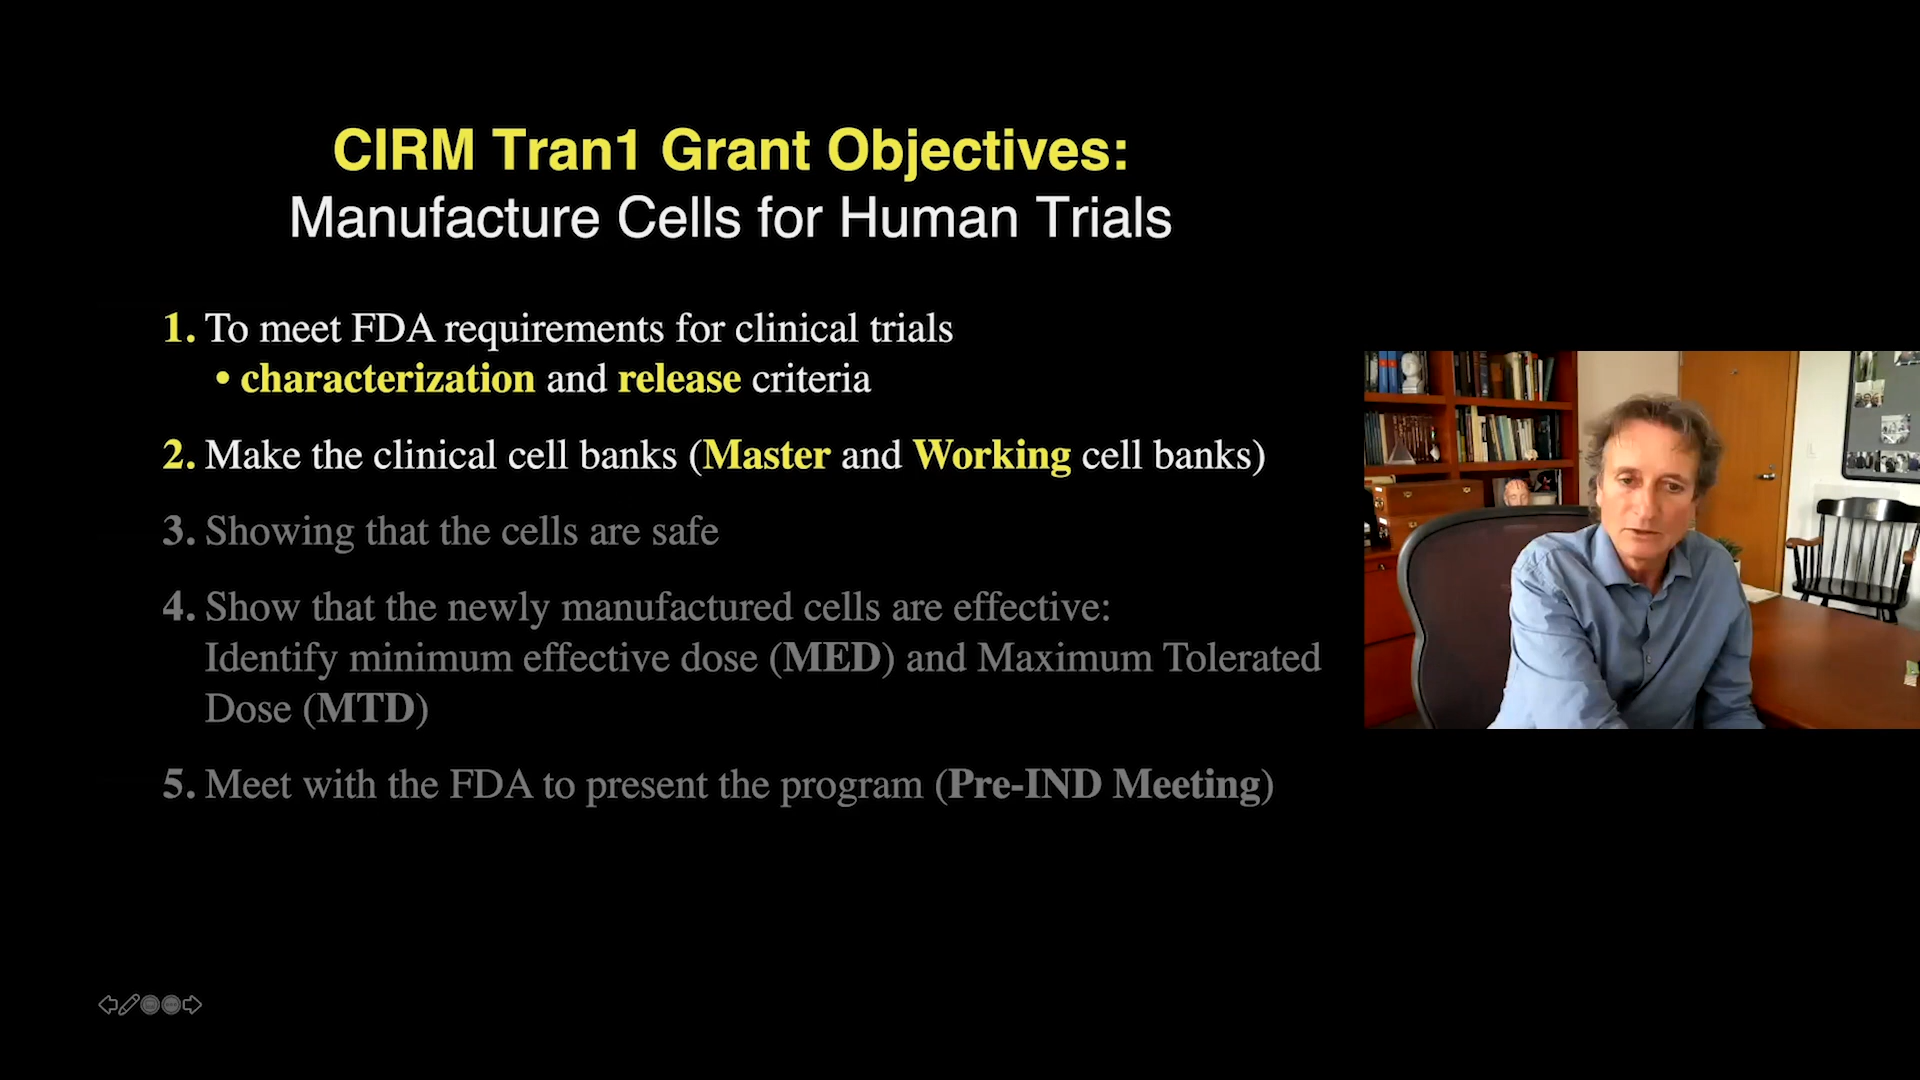 CIRM Tran1 Grant Objectives:
Manufacture Cells for Human Trials
1. To meet FDA requirements for clinical trials
• characterization and release criteria
2. Make the clinical cell banks (Master and Working cell banks)
3. Showing that the cells are safe
4. Show that the newly manufactured cells are effective:
Identify minimum effective dose (MED) and Maximum Tolerated
Dose (MTD)
5. Meet with the FDA to present the program (Pre-IND Meeting)